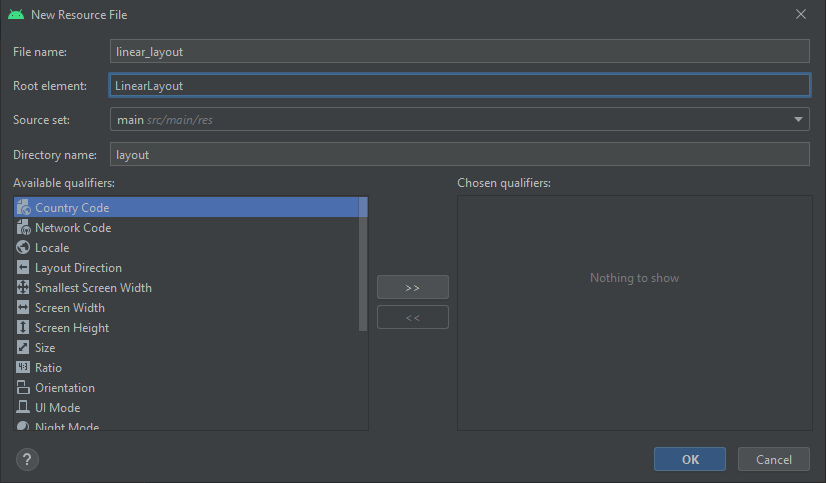 New Resource File
File name: linear_layout
Root element: LinearLayout
Source set: main src/main/res
Directory name: layout
Available qualifiers:
Country Code
Network Code
Locale
Layout Direction
Smallest Screen Width
Screen Width
Screen Height
Size
Ratio
Orientation
UI Mode
Night Mode
>>
<<
Chosen qualifiers:
Nothing to show
?
OK
Cancel